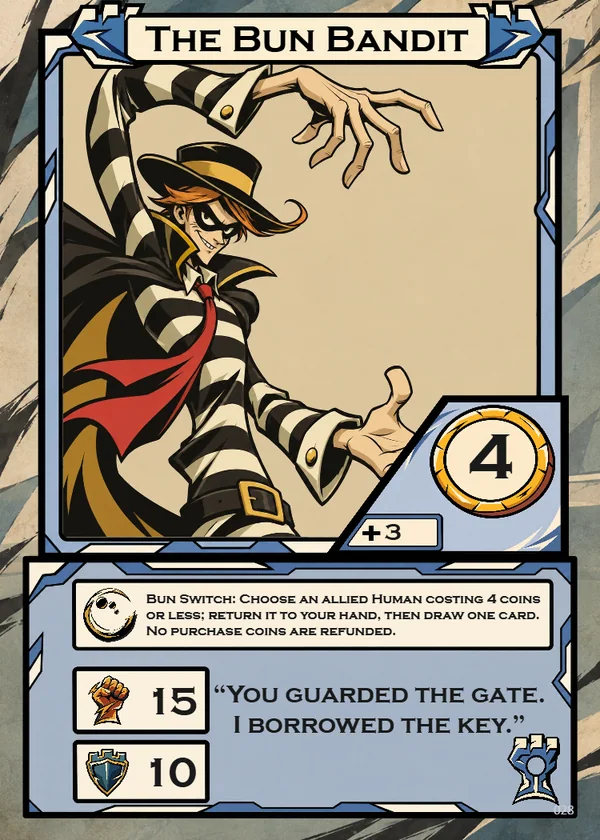 THE BUN BANDIT
4
+3
BUN SWITCH: CHOOSE AN ALLIED HUMAN COSTING 4 COINS
OR LESS; RETURN IT TO YOUR HAND, THEN DRAW ONE CARD.
NO PURCHASE COINS ARE REFUNDED.
15
10
“YOU GUARDED THE GATE.
I BORROWED THE KEY.”
028